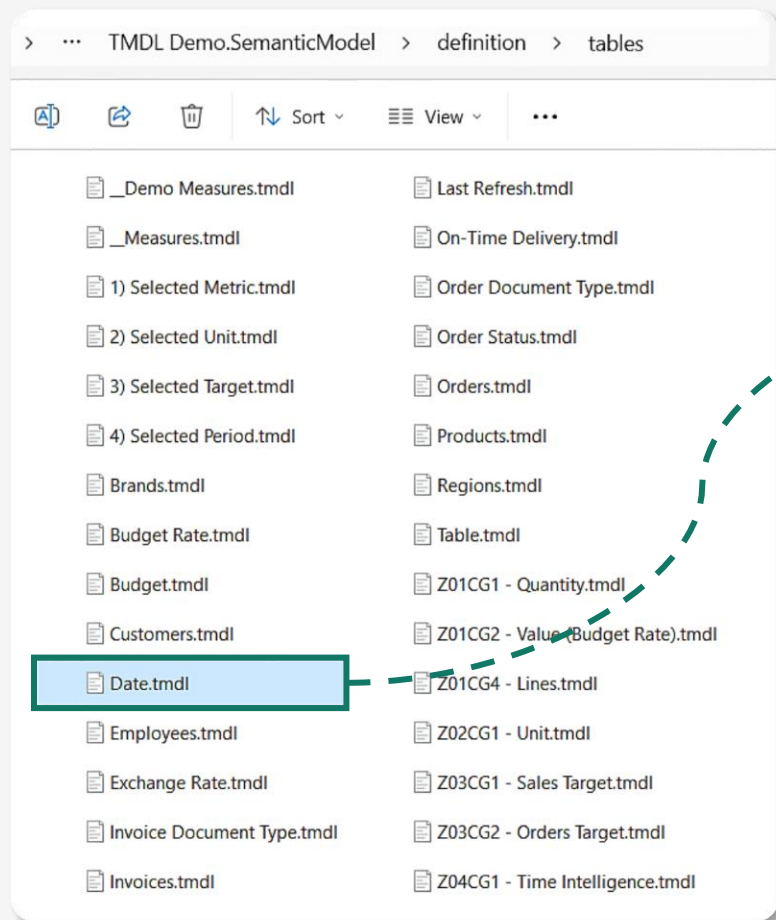 > ... TMDL Demo.SemanticModel > definition > tables
Sort View ...
__Demo Measures.tmdl
__Measures.tmdl
1) Selected Metric.tmdl
2) Selected Unit.tmdl
3) Selected Target.tmdl
4) Selected Period.tmdl
Brands.tmdl
Budget Rate.tmdl
Budget.tmdl
Customers.tmdl
Date.tmdl
Employees.tmdl
Exchange Rate.tmdl
Invoice Document Type.tmdl
Invoices.tmdl
Last Refresh.tmdl
On-Time Delivery.tmdl
Order Document Type.tmdl
Order Status.tmdl
Orders.tmdl
Products.tmdl
Regions.tmdl
Table.tmdl
Z01CG1 - Quantity.tmdl
Z01CG2 - Value (Budget Rate).tmdl
Z01CG4 - Lines.tmdl
Z02CG1 - Unit.tmdl
Z03CG1 - Sales Target.tmdl
Z03CG2 - Orders Target.tmdl
Z04CG1 - Time Intelligence.tmdl